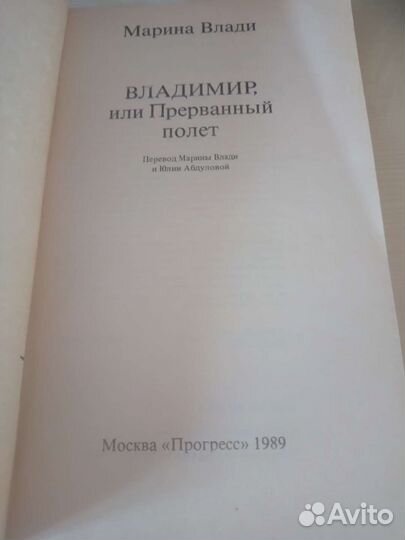 Марина Влади
ВЛАДИМИР,
или Прерванный
полет
Перевод Марины Влади
и Юлии Абдуловой
Москва «Прогресс» 1989
Avito